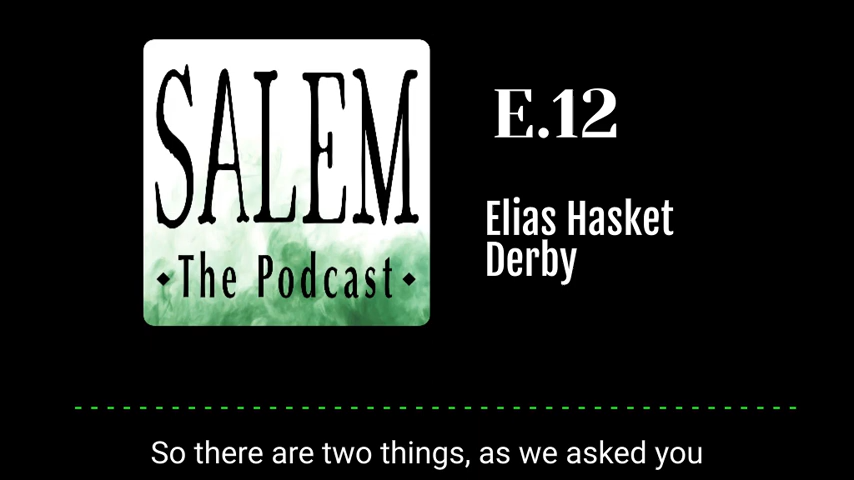 SALEM
The Podcast
E.12
Elias Hasket
Derby
So there are two things, as we asked you